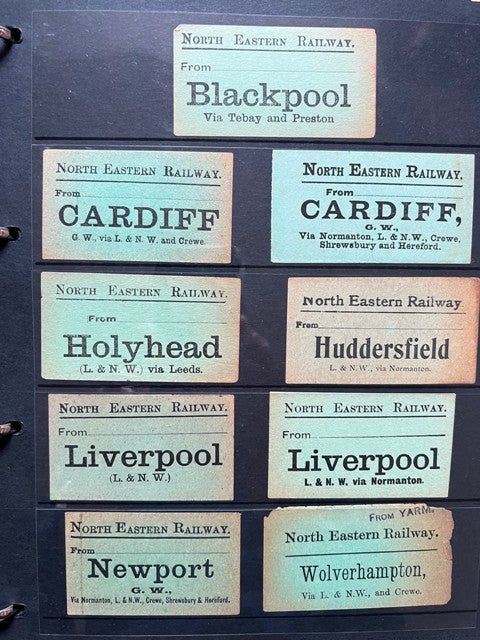 North Eastern Railway.
From
Blackpool
Via Tebay and Preston
North Eastern Railway.
From
CARDIFF
G. W., via L. & N. W. and Crewe.
North Eastern Railway.
From
CARDIFF,
G. W.,
Via Normanton, L. & N. W., Crewe,
Shrewsbury and Hereford.
North Eastern Railway.
From
Holyhead
(L. & N. W.) via Leeds.
North Eastern Railway
From
Huddersfield
L. & N. W., via Normanton.
North Eastern Railway.
From
Liverpool
(L. & N. W.)
North Eastern Railway.
From
Liverpool
L. & N. W. via Normanton.
North Eastern Railway.
From
Newport
G. W.,
Via Normanton, L. & N.W., Crewe, Shrewsbury & Hereford.
FROM YARM.
North Eastern Railway.
Wolverhampton,
Via L. & N. W., and Crewe.